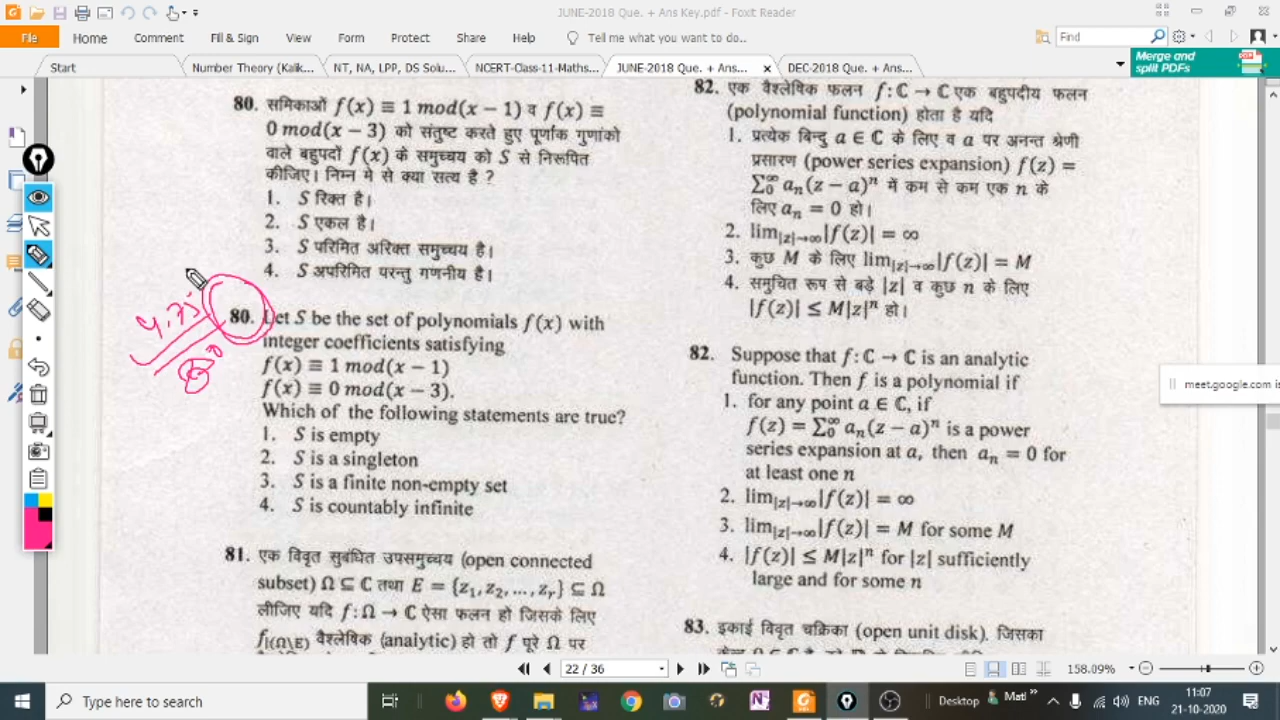 JUNE-2018 Que. + Ans Key.pdf - Foxit Reader
File Home Comment Fill & Sign View Form Protect Share Help Tell me what you want to do.. Find
Start Number Theory (Kalik... NT, NA, LPP, DS Sou... CERT-Class... Maths... JUNE-2018 Que. + Ans... DEC-2018 Que. + Ans...
Merge and
split PDFs
80. समिकाओं f(x) ≡ 1 mod(x − 1) व f(x) ≡
0 mod(x − 3) को संतुष्ट करते हुए पूर्णांक गुणांको
वाले बहुपदों f(x) के समुच्चय को S से निरूपित
कीजिए। निम्न मे से क्या सत्य है ?
1. S रिक्त है।
2. S एकल है।
3. S परिमित अरिक्त समुच्चय है।
4. S अपरिमित परन्तु गणनीय है।
4.75
80. Let S be the set of polynomials f(x) with
integer coefficients satisfying
f(x) ≡ 1 mod(x − 1)
f(x) ≡ 0 mod(x − 3).
Which of the following statements are true?
1. S is empty
2. S is a singleton
3. S is a finite non-empty set
4. S is countably infinite
81. एक विवृत सुबंधित उपसमुच्चय (open connected
subset) Ω ⊆ ℂ तथा E = {z₁, z₂, ..., zᵣ} ⊆ Ω
लीजिए यदि f: Ω → ℂ ऐसा फलन हो जिसके लिए
f|(Ω\E) वैश्लेषिक (analytic) हो तो f पूरे Ω पर
82. एक वैश्लेषिक फलन f: ℂ → ℂ एक बहुपदीय फलन
(polynomial function) होता है यदि
1. प्रत्येक बिन्दु a ∈ ℂ के लिए व a पर अनन्त श्रेणी
प्रसारण (power series expansion) f(z) =
∑₀^∞ aₙ(z − a)ⁿ में कम से कम एक n के
लिए aₙ = 0 हो।
2. lim|z|→∞|f(z)| = ∞
3. कुछ M के लिए lim|z|→∞|f(z)| = M
4. समुचित रूप से बड़े |z| व कुछ n के लिए
|f(z)| ≤ M|z|ⁿ हो।
82. Suppose that f: ℂ → ℂ is an analytic
function. Then f is a polynomial if
1. for any point a ∈ ℂ, if
f(z) = ∑₀^∞ aₙ(z − a)ⁿ is a power
series expansion at a, then aₙ = 0 for
at least one n
2. lim|z|→∞|f(z)| = ∞
3. lim|z|→∞|f(z)| = M for some M
4. |f(z)| ≤ M|z|ⁿ for |z| sufficiently
large and for some n
83. इकाई विवृत चक्रिका (open unit disk). जिसका
meet.google.com is
22 / 36 158.09%
Type here to search
Desktop Mati ENG 11:07
21-10-2020